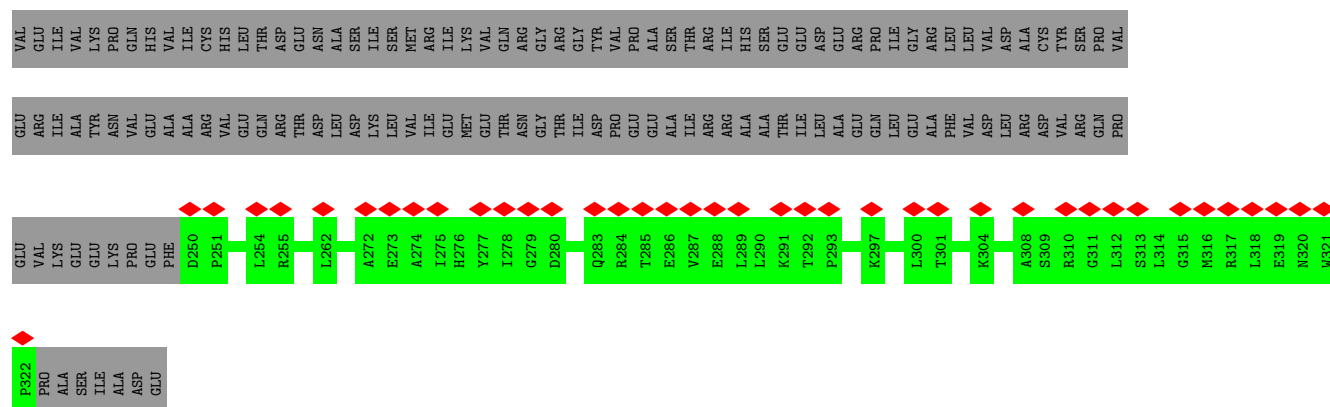 VAL GLU ILE VAL LYS PRO GLN HIS VAL ILE CYS HIS LEU THR ASP GLU ASN ALA SER ILE SER MET ARG ILE LYS VAL GLN ARG GLY ARG GLY TYR VAL PRO ALA SER THR ARG ILE HIS SER GLU GLU ASP GLU ARG PRO ILE GLY ARG LEU LEU VAL ASP ALA CYS TYR SER PRO VAL
GLU ARG ILE ALA TYR ASN VAL GLU ALA ALA ARG VAL GLU GLN ARG THR ASP LEU ASP LYS LEU VAL ILE GLU MET GLU THR ASN GLY THR ILE ASP PRO GLU GLU ALA ILE ARG ARG ALA ALA THR ILE LEU ALA GLU GLN LEU GLU ALA PHE VAL ASP LEU ARG ASP VAL ARG GLN PRO
GLU VAL LYS GLU GLU LYS PRO GLU PHE D250 P251 L254 R255 L262 A272 E273 A274 I275 H276 Y277 I278 G279 D280 Q283 R284 T285 E286 V287 E288 L289 L290 K291 T292 P293 K297 L300 T301 K304 A308 S309 R310 G311 L312 S313 L314 G315 M316 R317 L318 E319 N320 W321
P322 PRO ALA SER ILE ALA ASP GLU